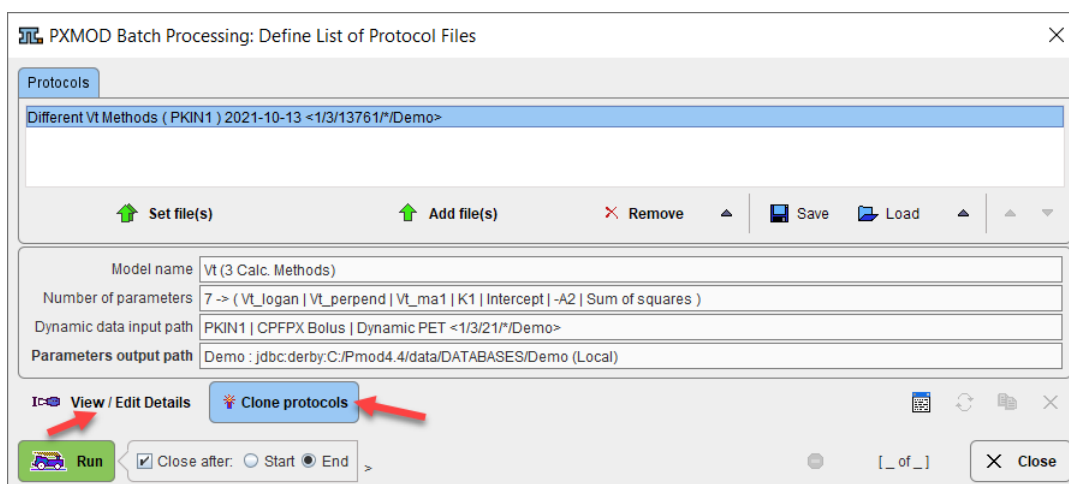 PXMOD Batch Processing: Define List of Protocol Files
Protocols
Different Vt Methods ( PKIN1 ) 2021-10-13 <1/3/13761/*/Demo>
Set file(s) Add file(s) Remove Save Load
Model name Vt (3 Calc. Methods)
Number of parameters 7 -> ( Vt_logan | Vt_perpend | Vt_ma1 | K1 | Intercept | -A2 | Sum of squares )
Dynamic data input path PKIN1 | CPFPX Bolus | Dynamic PET <1/3/21/*/Demo>
Parameters output path Demo : jdbc:derby:C:/Pmod4.4/data/DATABASES/Demo (Local)
View / Edit Details Clone protocols
Run Close after: Start End > [ _ of _ ] Close